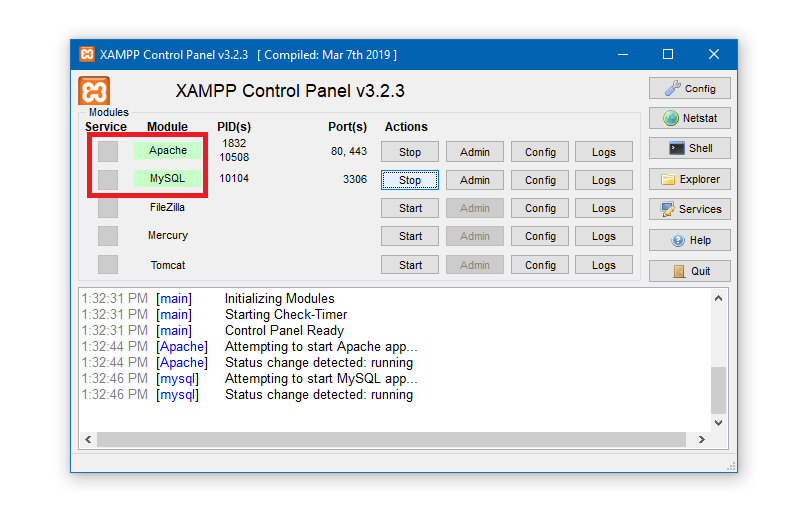 XAMPP Control Panel v3.2.3 [ Compiled: Mar 7th 2019 ]
XAMPP Control Panel v3.2.3
Config
Modules
Service Module PID(s) Port(s) Actions
Netstat
Apache 1832 10508 80, 443 Stop Admin Config Logs
Shell
MySQL 10104 3306 Stop Admin Config Logs
Explorer
FileZilla Start Admin Config Logs
Services
Mercury Start Admin Config Logs
Help
Tomcat Start Admin Config Logs
Quit
1:32:31 PM [main] Initializing Modules
1:32:31 PM [main] Starting Check-Timer
1:32:31 PM [main] Control Panel Ready
1:32:44 PM [Apache] Attempting to start Apache app...
1:32:44 PM [Apache] Status change detected: running
1:32:46 PM [mysql] Attempting to start MySQL app...
1:32:46 PM [mysql] Status change detected: running